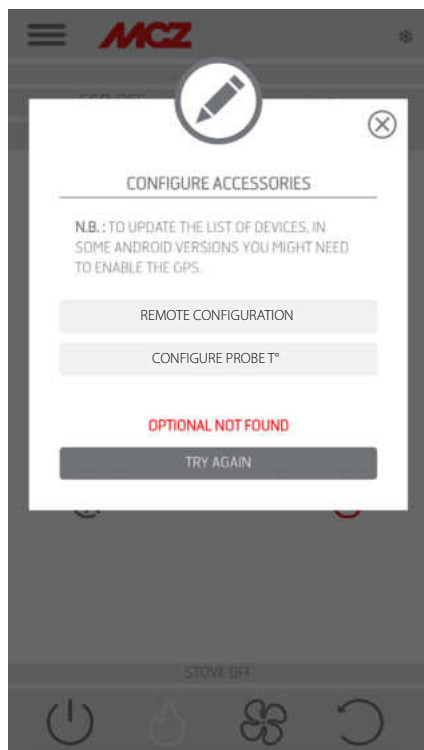 MCZ
CONFIGURE ACCESSORIES
N.B. : TO UPDATE THE LIST OF DEVICES, IN
SOME ANDROID VERSIONS YOU MIGHT NEED
TO ENABLE THE GPS.
REMOTE CONFIGURATION
CONFIGURE PROBE T°
OPTIONAL NOT FOUND
TRY AGAIN
STOVE OFF